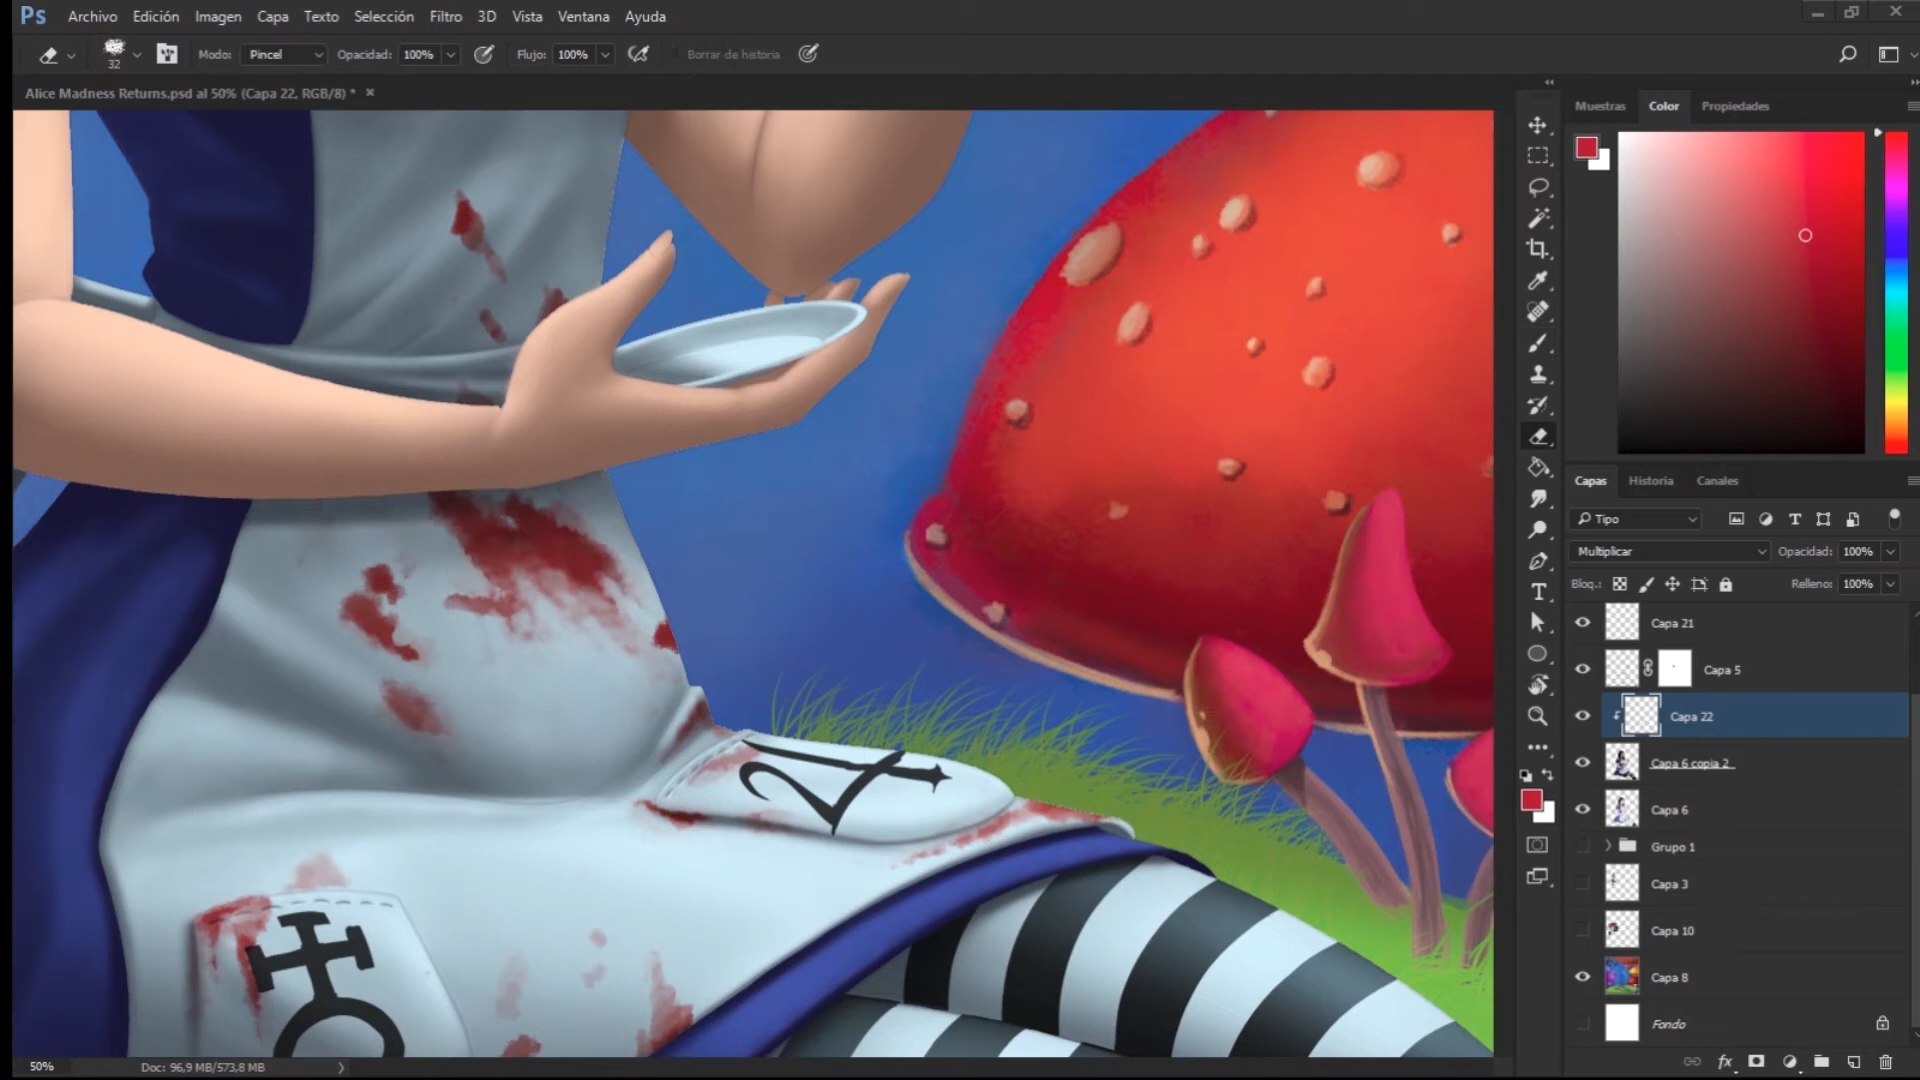 Ps Archivo Edición Imagen Capa Texto Selección Filtro 3D Vista Ventana Ayuda
32 Modo: Pincel Opacidad: 100% Flujo: 100% Borrar de historia
Alice Madness Returns.psd al 50% (Capa 22, RGB/8) *
Muestras Color Propiedades
Capas Historia Canales
Tipo
Multiplicar Opacidad: 100%
Bloq.: Relleno: 100%
Capa 21
Capa 5
Capa 22
Capa 6 copia 2
Capa 6
Grupo 1
Capa 3
Capa 10
Capa 8
Fondo
50% Doc: 96,9 MB/573,8 MB